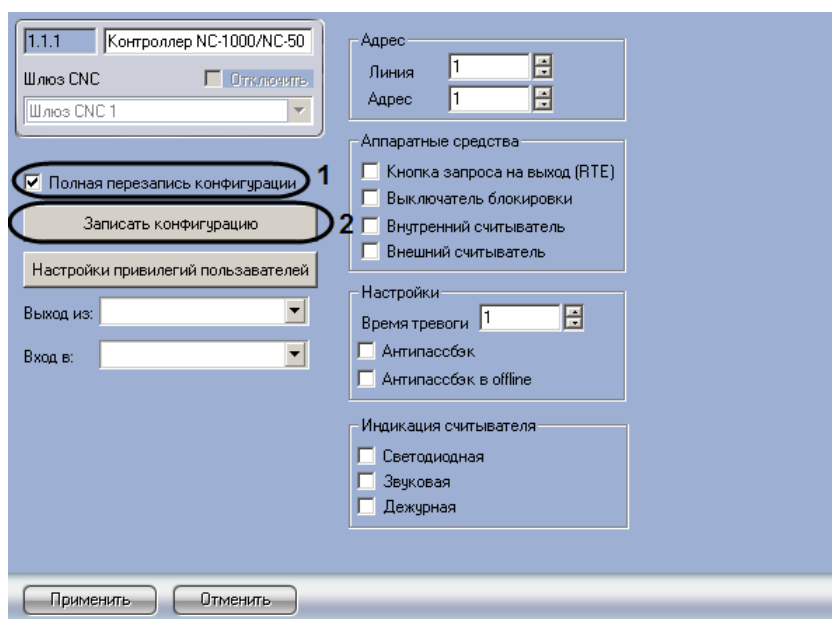 1.1.1 Контроллер NC-1000/NC-50
Шлюз CNC Отключить
Шлюз CNC 1
Полная перезапись конфигурации 1
Записать конфигурацию 2
Настройки привилегий пользавателей
Выход из:
Вход в:
Адрес
Линия 1
Адрес 1
Аппаратные средства
Кнопка запроса на выход (RTE)
Выключатель блокировки
Внутренний считыватель
Внешний считыватель
Настройки
Время тревоги 1
Антипассбэк
Антипассбэк в offline
Индикация считывателя
Светодиодная
Звуковая
Дежурная
Применить Отменить